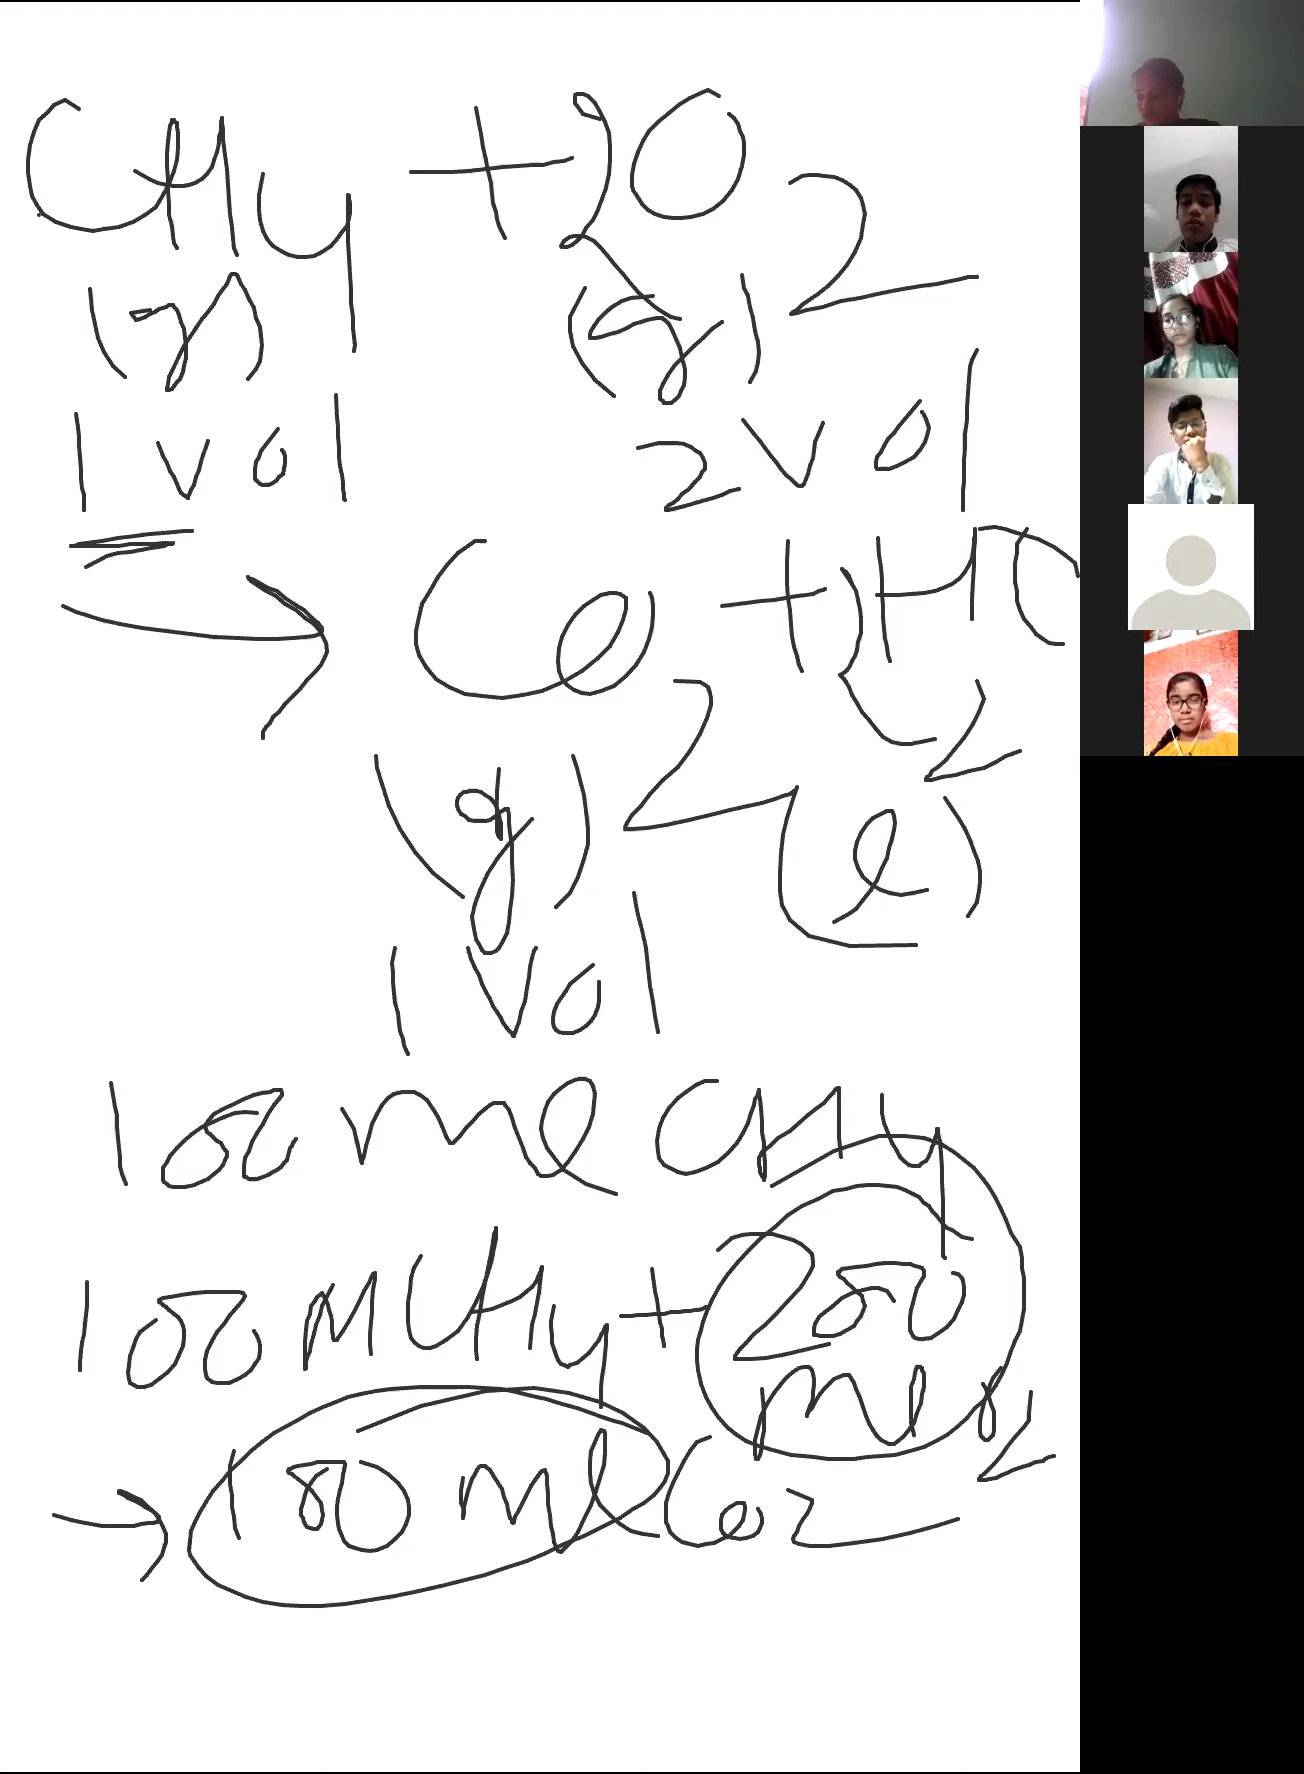 CH4 + 2O2
(g) (g)
1 vol 2 vol
→ CO2 + 2H2O
(g) (l)
1 vol
100 ml CH4
100 Ml CH4 + 200
ml O2
→ 100 ml CO2